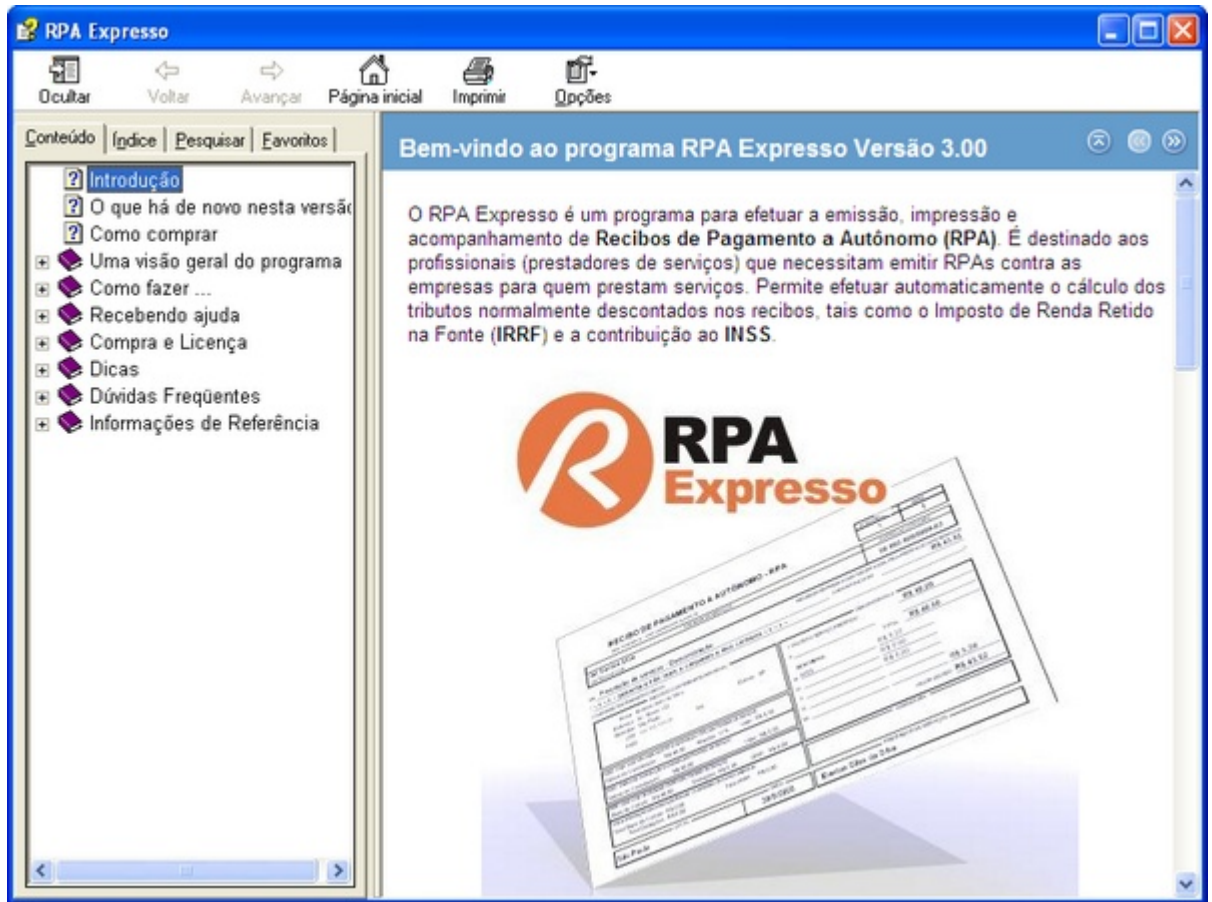 RPA Expresso
Ocultar Voltar Avançar Página inicial Imprimir Opções
Conteúdo Índice Pesquisar Favoritos
Introdução
O que há de novo nesta versão
Como comprar
Uma visão geral do programa
Como fazer ...
Recebendo ajuda
Compra e Licença
Dicas
Dúvidas Freqüentes
Informações de Referência
Bem-vindo ao programa RPA Expresso Versão 3.00
O RPA Expresso é um programa para efetuar a emissão, impressão e
acompanhamento de Recibos de Pagamento a Autônomo (RPA). É destinado aos
profissionais (prestadores de serviços) que necessitam emitir RPAs contra as
empresas para quem prestam serviços. Permite efetuar automaticamente o cálculo dos
tributos normalmente descontados nos recibos, tais como o Imposto de Renda Retido
na Fonte (IRRF) e a contribuição ao INSS.
RPA
Expresso
RECIBO DE PAGAMENTO A AUTÔNOMO - RPA
São Paulo